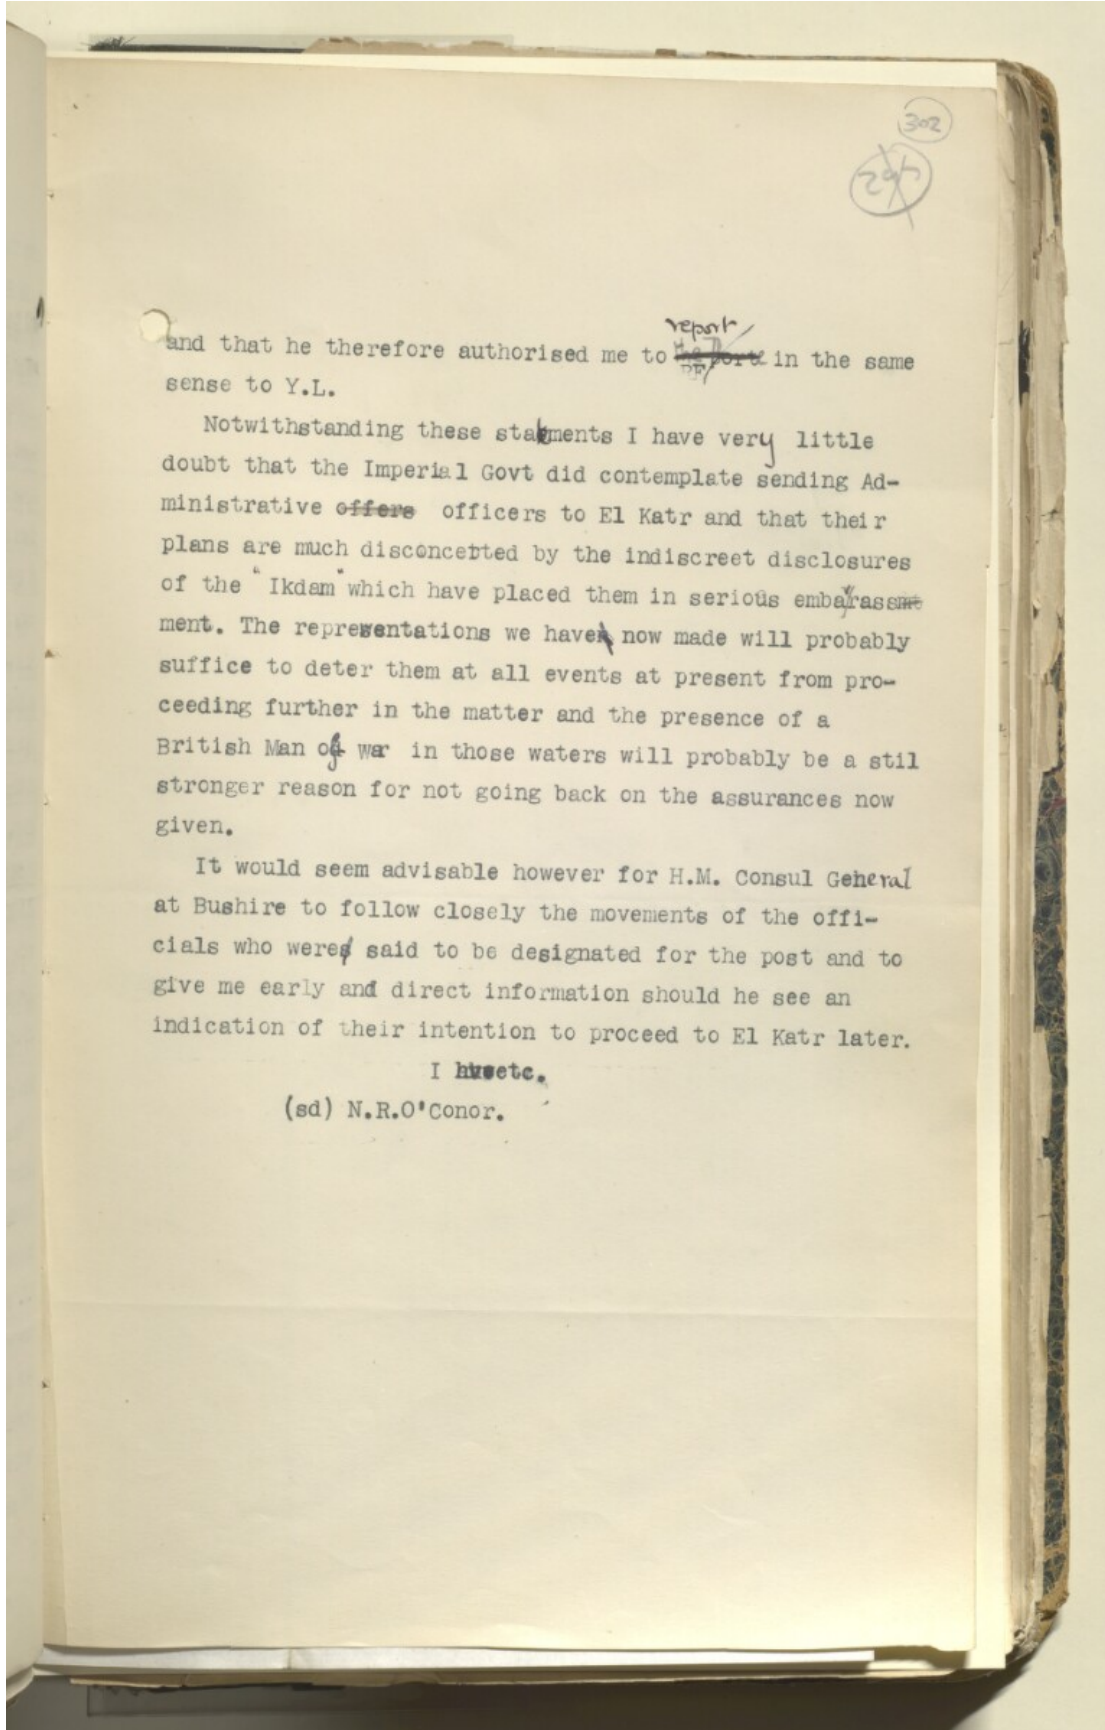 302
297
report
and that he therefore authorised me to the Porte in the same
sense to Y.L.
Notwithstanding these statments I have very little
doubt that the Imperial Govt did contemplate sending Ad-
ministrative offers officers to El Katr and that their
plans are much disconcetted by the indiscreet disclosures
of the "Ikdam" which have placed them in serious embarrassmt
ment. The representations we have now made will probably
suffice to deter them at all events at present from pro-
ceeding further in the matter and the presence of a
British Man of war in those waters will probably be a stil
stronger reason for not going back on the assurances now
given.
It would seem advisable however for H.M. Consul General
at Bushire to follow closely the movements of the offi-
cials who were said to be designated for the post and to
give me early and direct information should he see an
indication of their intention to proceed to El Katr later.
I hve etc.
(sd) N.R.O'Conor.